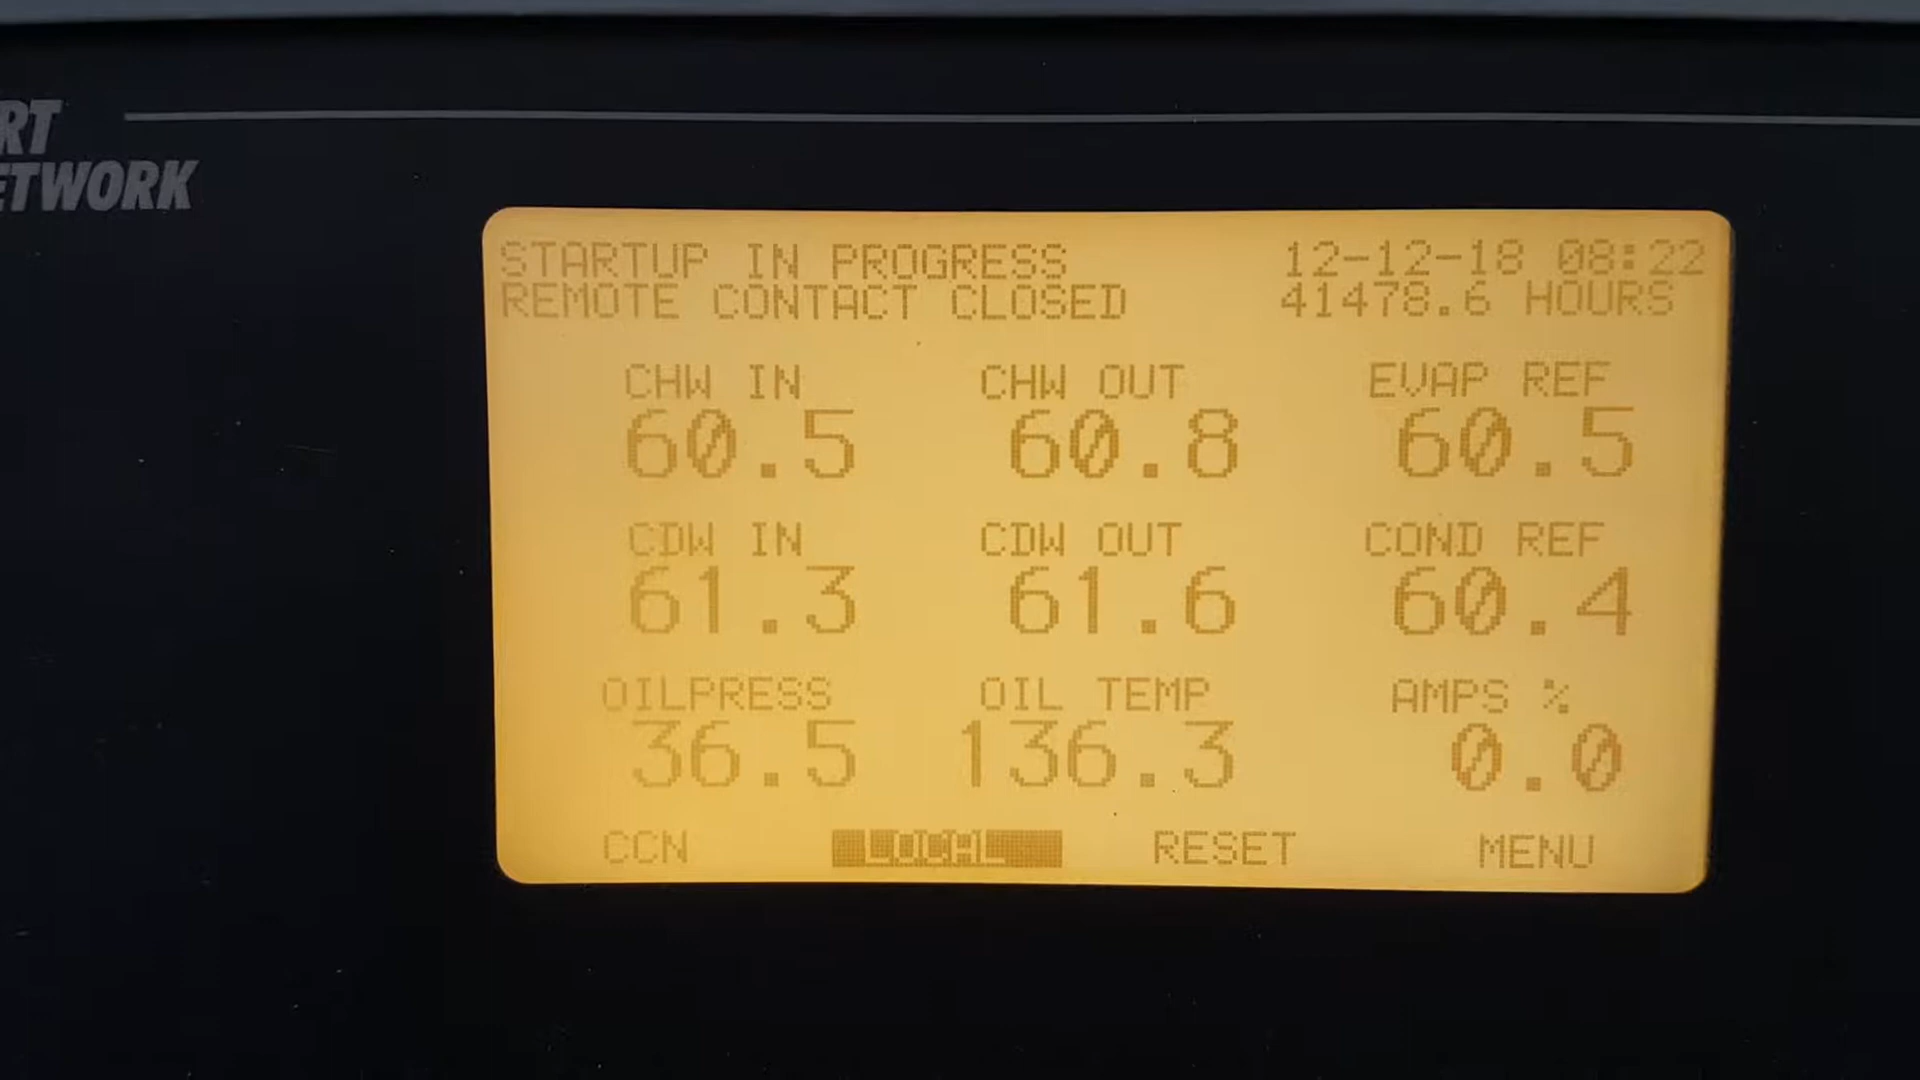 RT
ETWORK
STARTUP IN PROGRESS 12-12-18 08:22
REMOTE CONTACT CLOSED 41478.6 HOURS
CHW IN CHW OUT EVAP REF
60.5 60.8 60.5
CDW IN CDW OUT COND REF
61.3 61.6 60.4
OILPRESS OIL TEMP AMPS %
36.5 136.3 0.0
CCN LOCAL RESET MENU